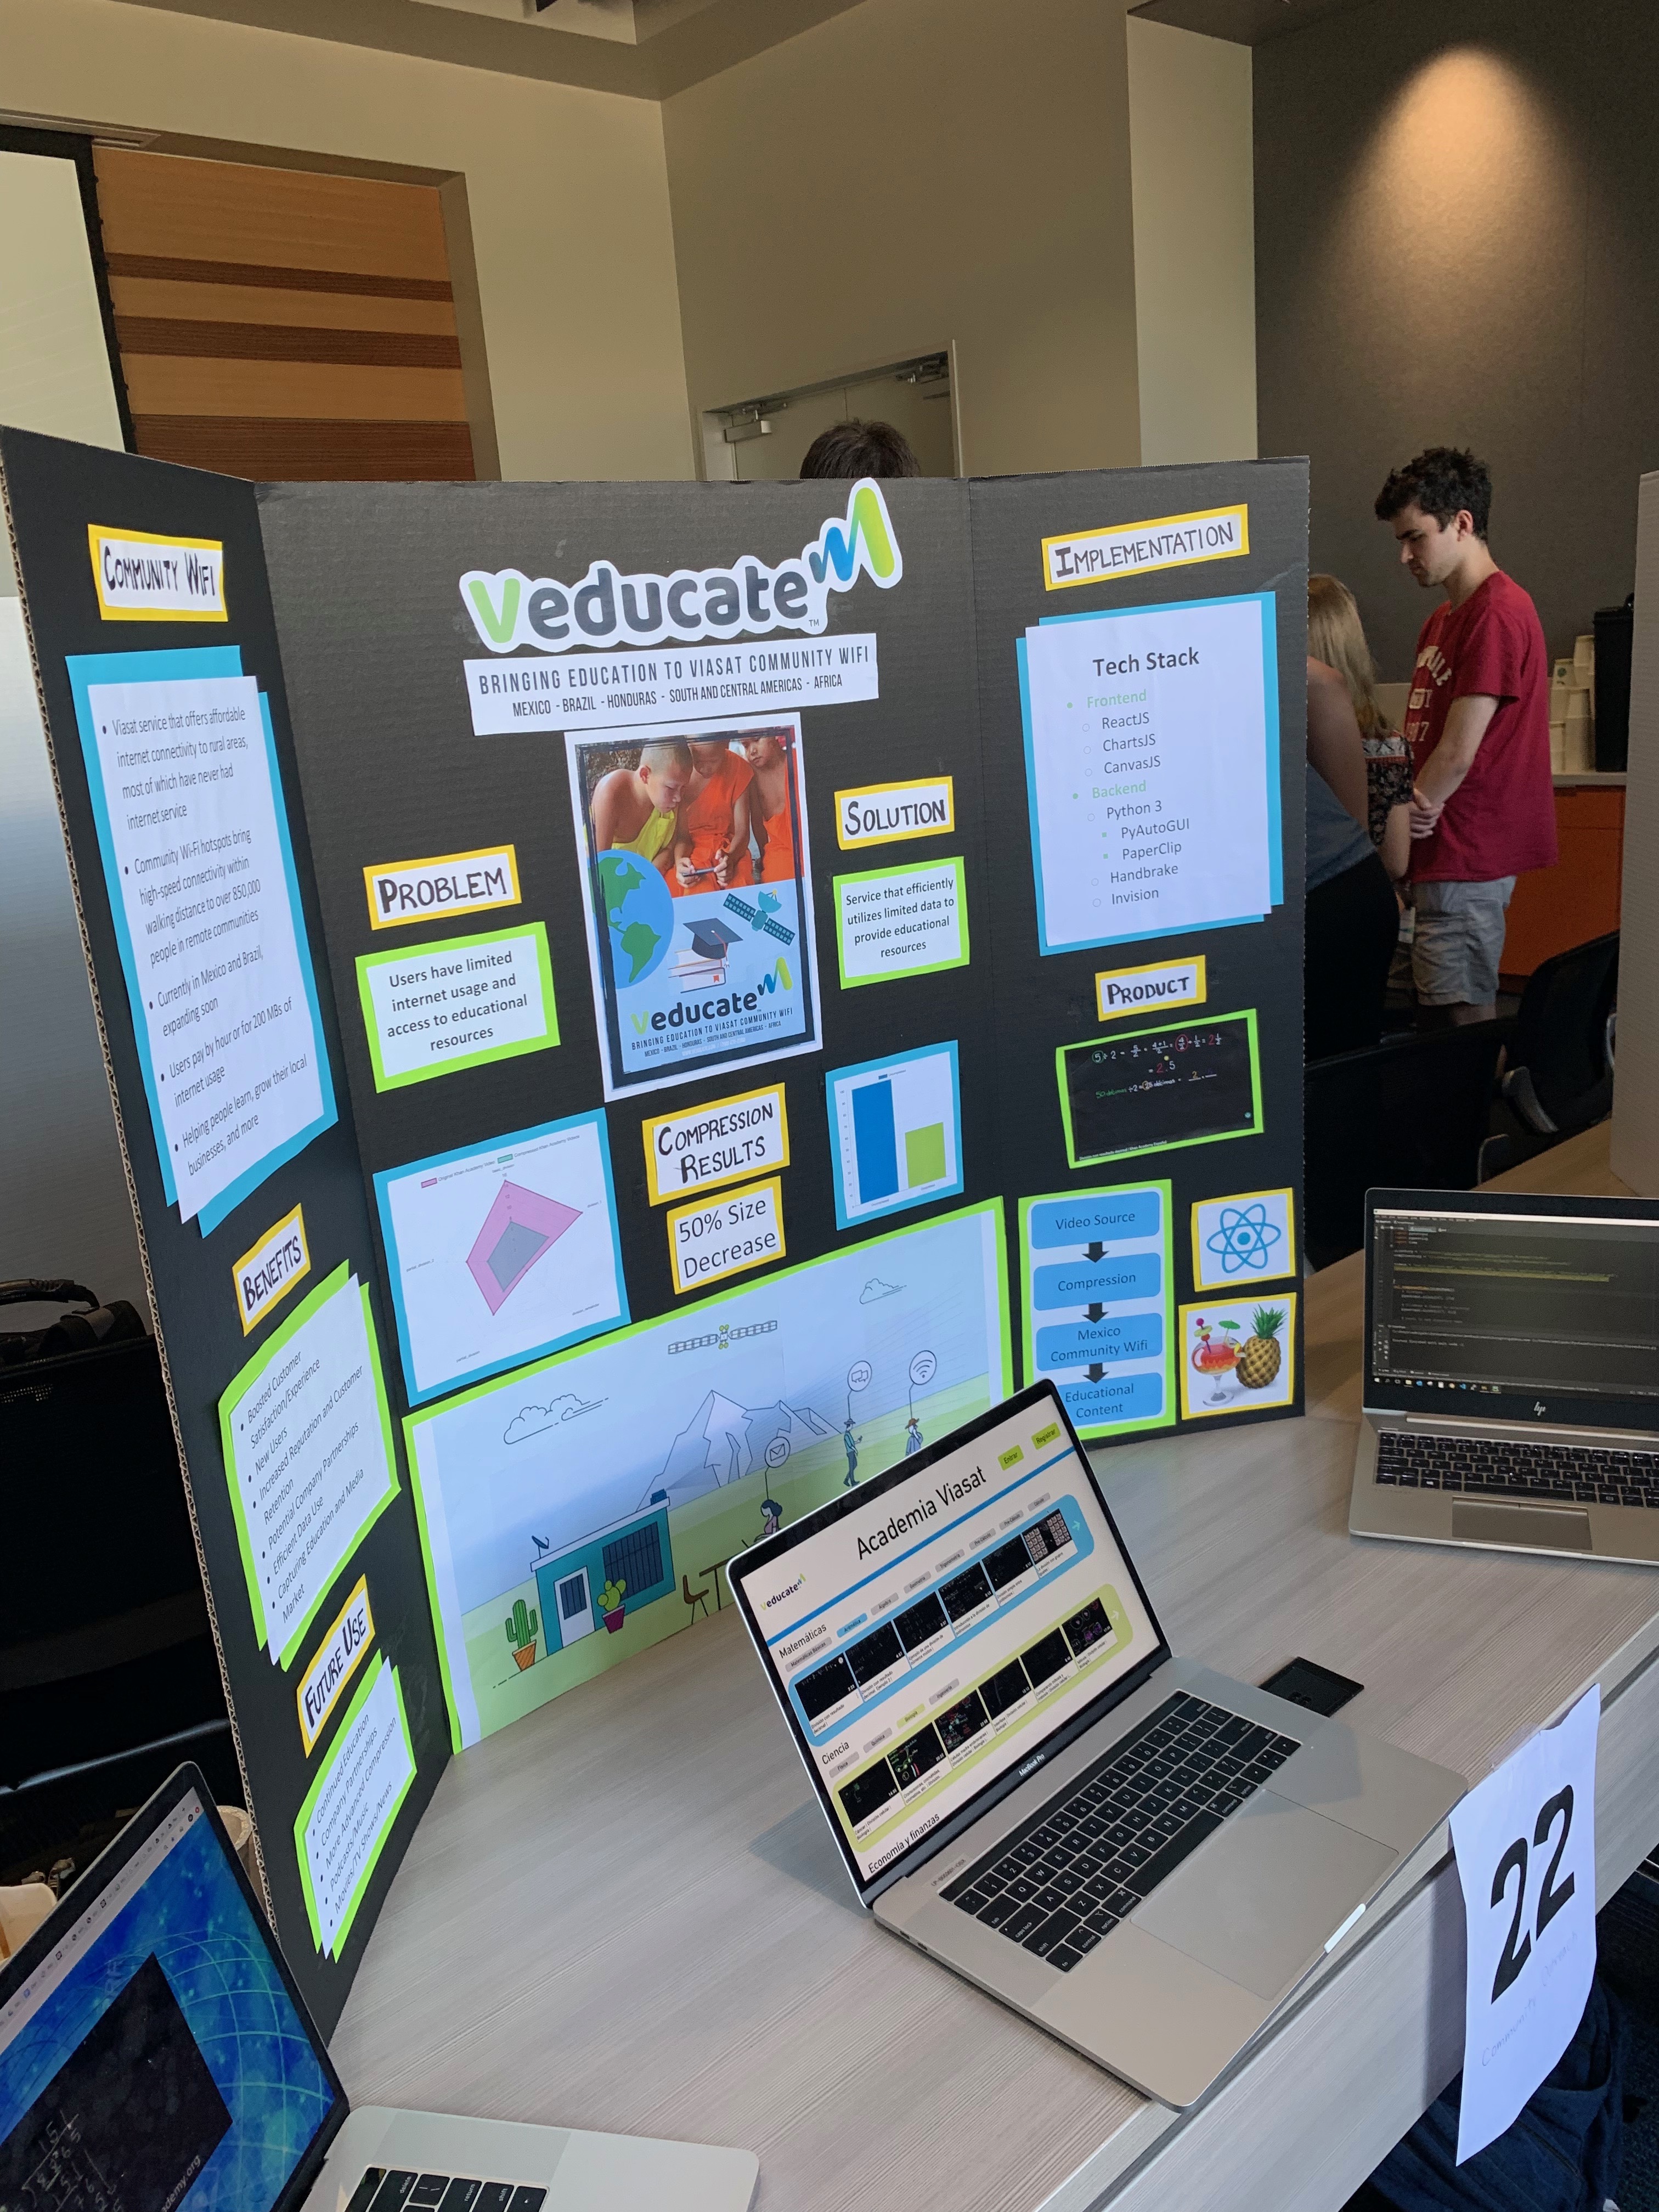 COMMUNITY WIFI
• Viasat service that offers affordable
internet connectivity to rural areas,
most of which have never had
internet service
• Community Wi-Fi hotspots bring
high-speed connectivity within
walking distance to over 850,000
people in remote communities
• Currently in Mexico and Brazil,
expanding soon
• Users pay by hour or for 200 MBs of
internet usage
• Helping people learn, grow their local
businesses, and more
BENEFITS
• Boosted Customer
Satisfaction/Experience
• New Users
• Increased Reputation and Customer
Retention
• Potential Company Partnerships
• Efficient Data Use
• Capturing Education and Media
Market
FUTURE USE
• Continued Education
• Company Partnerships
• More Advanced Compression
• Podcasts/Music
• Movies/TV Shows/News
veducate
TM
BRINGING EDUCATION TO VIASAT COMMUNITY WIFI
MEXICO - BRAZIL - HONDURAS - SOUTH AND CENTRAL AMERICAS - AFRICA
PROBLEM
Users have limited
internet usage and
access to educational
resources
veducate
BRINGING EDUCATION TO VIASAT COMMUNITY WIFI
MEXICO - BRAZIL - HONDURAS - SOUTH AND CENTRAL AMERICAS - AFRICA
SOLUTION
Service that efficiently
utilizes limited data to
provide educational
resources
COMPRESSION
RESULTS
50% Size
Decrease
IMPLEMENTATION
Tech Stack
• Frontend
○ ReactJS
○ ChartsJS
○ CanvasJS
• Backend
○ Python 3
▪ PyAutoGUI
▪ PaperClip
○ Handbrake
○ Invision
PRODUCT
Video Source
Compression
Mexico
Community Wifi
Educational
Content
veducate
Academia Viasat
Entrar
Registrar
Matemáticas
Ciencia
Economía y finanzas
MacBook Pro
hp
22
Community